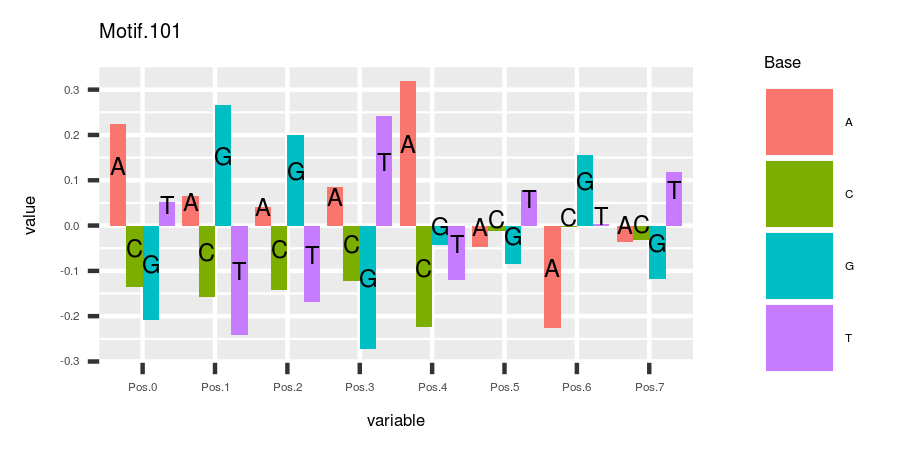 Motif.101
value
0.3
0.2
0.1
0.0
-0.1
-0.2
-0.3
A C G T A C G T A C G T A C G T A C G T A C G T A C G T A C G T
Pos.0 Pos.1 Pos.2 Pos.3 Pos.4 Pos.5 Pos.6 Pos.7
variable
Base
A
C
G
T